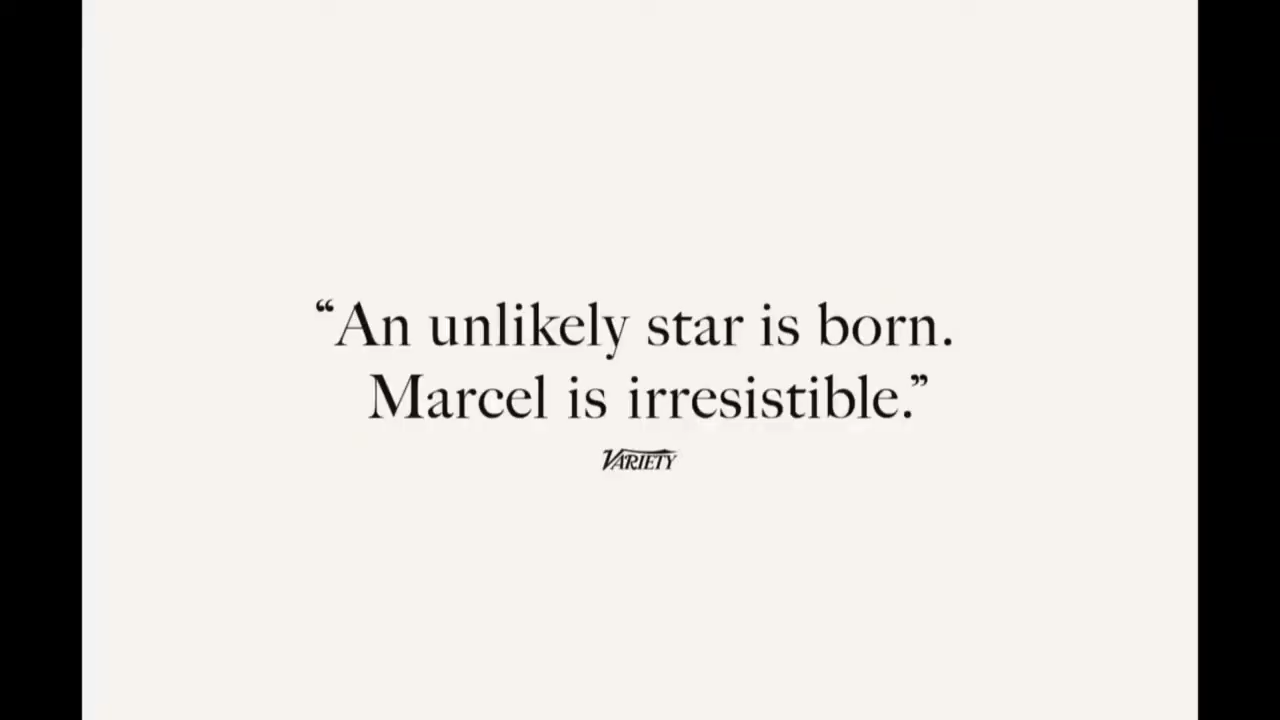 “An unlikely star is born.
Marcel is irresistible.”
VARIETY